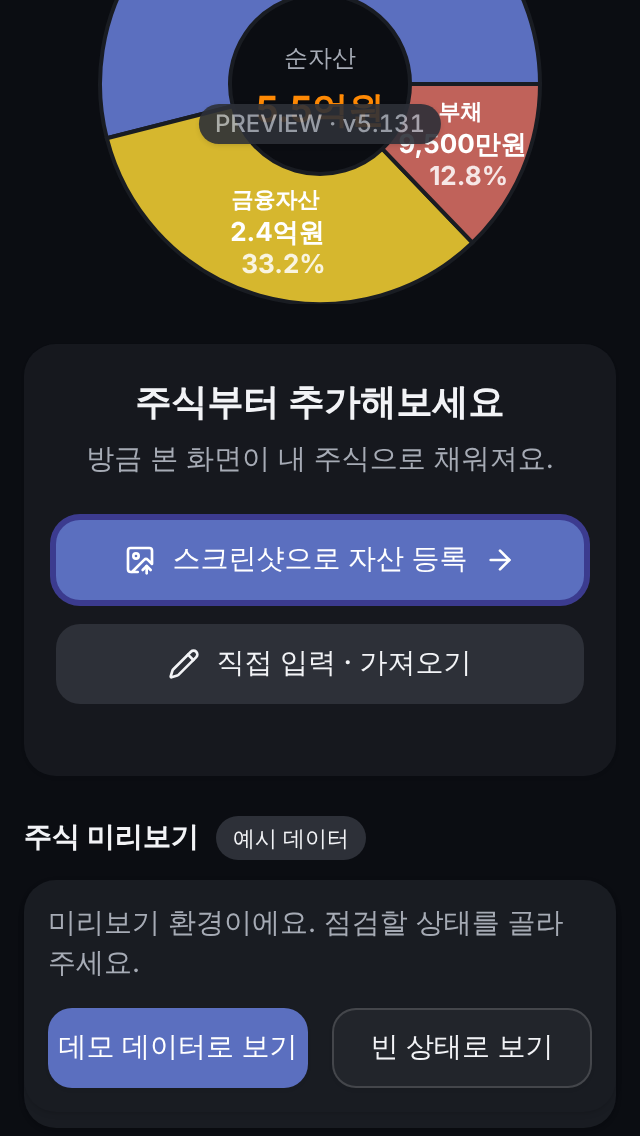 순자산
5.5억원
PREVIEW · v5.131
부채
9,500만원
12.8%
금융자산
2.4억원
33.2%
주식부터 추가해보세요
방금 본 화면이 내 주식으로 채워져요.
스크린샷으로 자산 등록 →
직접 입력 · 가져오기
주식 미리보기
예시 데이터
미리보기 환경이에요. 점검할 상태를 골라
주세요.
데모 데이터로 보기
빈 상태로 보기